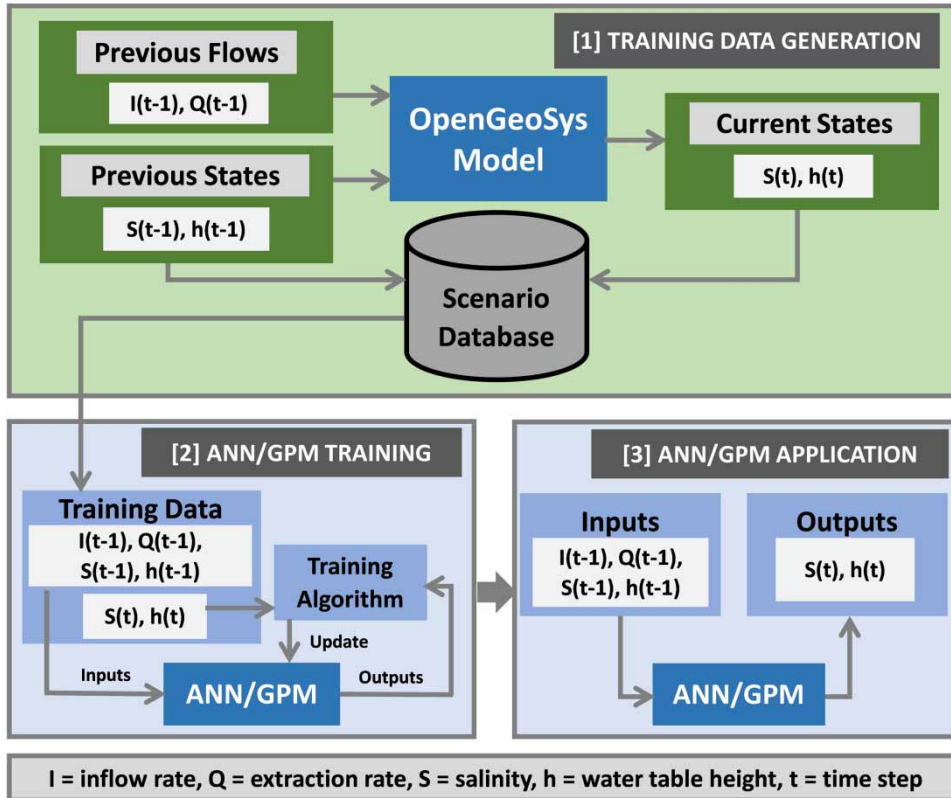 [1] TRAINING DATA GENERATION
Previous Flows
I(t-1), Q(t-1)
Previous States
S(t-1), h(t-1)
OpenGeoSys
Model
Current States
S(t), h(t)
Scenario
Database
[2] ANN/GPM TRAINING
Training Data
I(t-1), Q(t-1),
S(t-1), h(t-1)
S(t), h(t)
Training
Algorithm
Update
Inputs
ANN/GPM
Outputs
[3] ANN/GPM APPLICATION
Inputs
I(t-1), Q(t-1),
S(t-1), h(t-1)
Outputs
S(t), h(t)
ANN/GPM
I = inflow rate, Q = extraction rate, S = salinity, h = water table height, t = time step